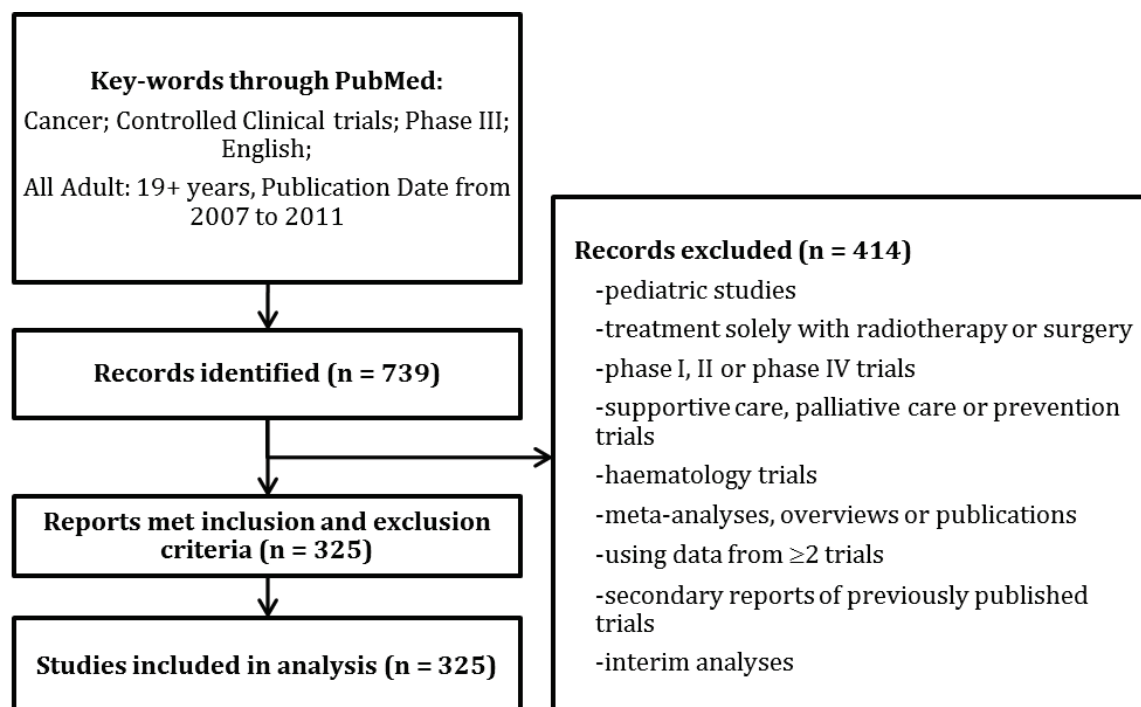 Key-words through PubMed:
Cancer; Controlled Clinical trials; Phase III;
English;
All Adult: 19+ years, Publication Date from
2007 to 2011
Records identified (n = 739)
Records excluded (n = 414)
-pediatric studies
-treatment solely with radiotherapy or surgery
-phase I, II or phase IV trials
-supportive care, palliative care or prevention
trials
-haematology trials
-meta-analyses, overviews or publications
-using data from ≥2 trials
-secondary reports of previously published
trials
-interim analyses
Reports met inclusion and exclusion
criteria (n = 325)
Studies included in analysis (n = 325)